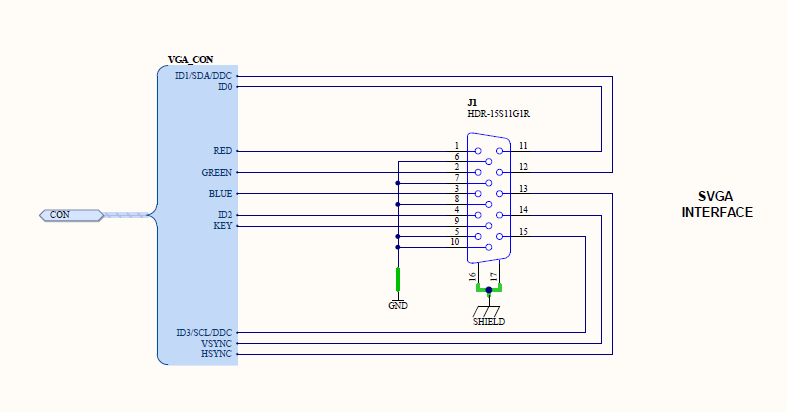 VGA_CON
ID1/SDA/DDC
ID0
J1
HDR-15S11G1R
RED
1
11
6
GREEN
2
12
7
BLUE
3
13
8
CON
ID2
4
14
KEY
9
5
15
10
SVGA
INTERFACE
16
17
GND
SHIELD
ID3/SCL/DDC
VSYNC
HSYNC